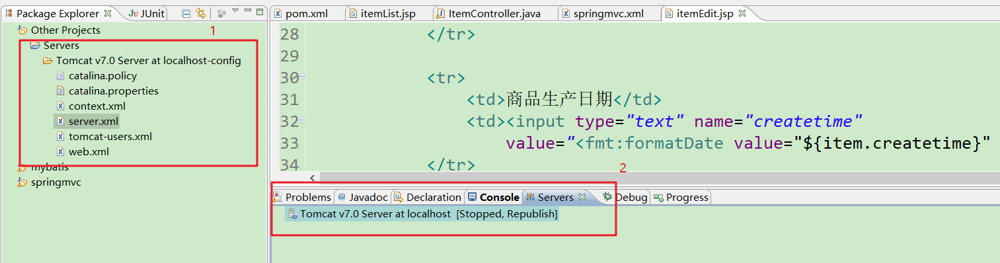 Package Explorer
JUnit
1
Other Projects
Servers
Tomcat v7.0 Server at localhost-config
catalina.policy
catalina.properties
context.xml
server.xml
tomcat-users.xml
web.xml
mybatis
springmvc
pom.xml itemList.jsp ItemController.java springmvc.xml itemEdit.jsp
28 </tr>
29
30 <tr>
31 <td>商品生产日期</td>
32 <td><input type="text" name="createtime"
33 value="<fmt:formatDate value="${item.createtime}"
34 </tr>
2
Problems @ Javadoc Declaration Console Servers Debug Progress
Tomcat v7.0 Server at localhost [Stopped, Republish]